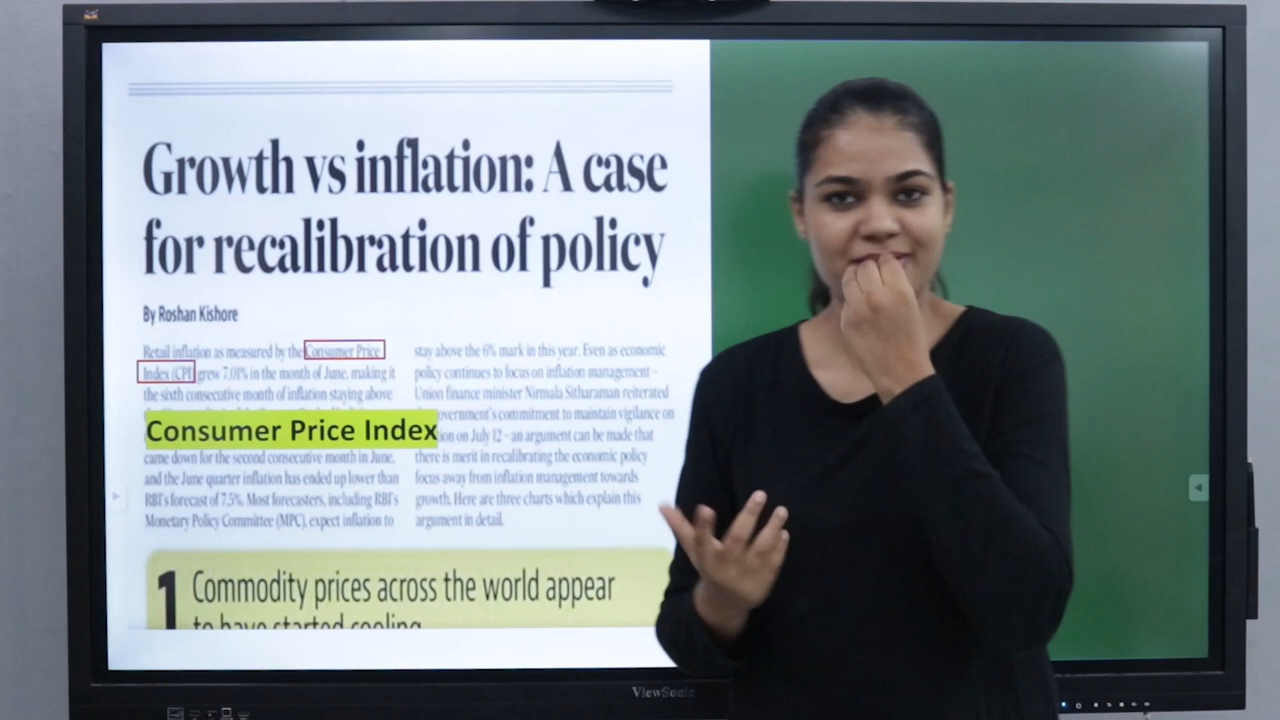 Growth vs inflation: A case
for recalibration of policy
By Roshan Kishore
Retail inflation as measured by the Consumer Price
Index (CPI) grew 7.01% in the month of June, making it
the sixth consecutive month of inflation staying above
Consumer Price Index
came down for the second consecutive month in June,
and the June quarter inflation has ended up lower than
RBI's forecast of 7.5%. Most forecasters, including RBI's
Monetary Policy Committee (MPC), expect inflation to
stay above the 6% mark in this year. Even as economic
policy continues to focus on inflation management –
Union finance minister Nirmala Sitharaman reiterated
government's commitment to maintain vigilance on
on July 12 – an argument can be made that
there is merit in recalibrating the economic policy
focus away from inflation management towards
growth. Here are three charts which explain this
argument in detail.
1 Commodity prices across the world appear
to have started cooling
ViewSonic